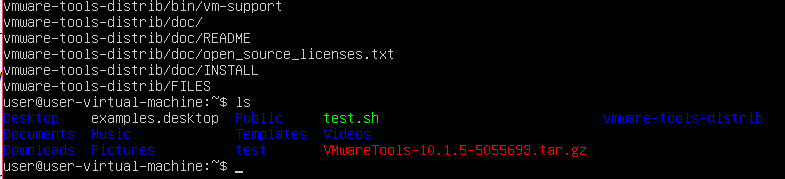 vmware-tools-distrib/bin/vm-support
vmware-tools-distrib/doc/
vmware-tools-distrib/doc/README
vmware-tools-distrib/doc/open_source_licenses.txt
vmware-tools-distrib/doc/INSTALL
vmware-tools-distrib/FILES
user@user-virtual-machine:~$ ls
Desktop examples.desktop Public test.sh vmware-tools-distrib
Documents Music Templates Videos
Downloads Pictures test VMwareTools-10.1.5-5055693.tar.gz
user@user-virtual-machine:~$ _